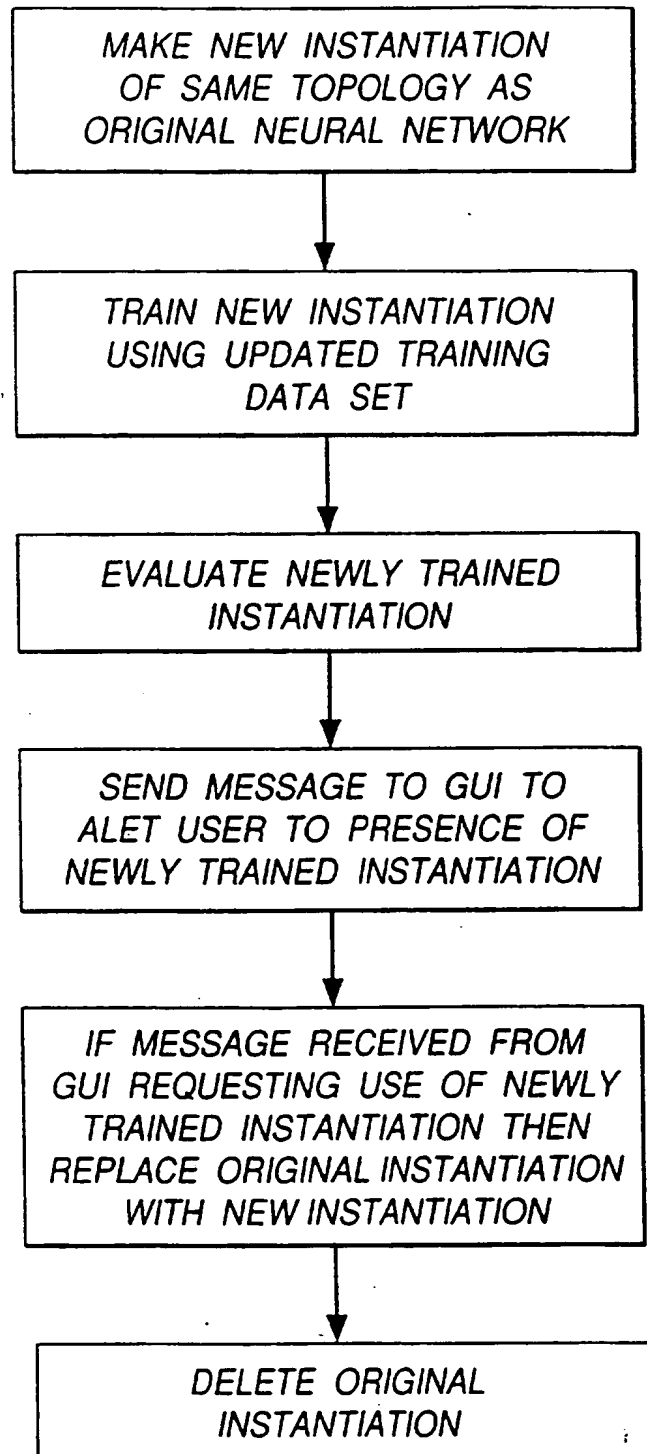 MAKE NEW INSTANTIATION
OF SAME TOPOLOGY AS
ORIGINAL NEURAL NETWORK
TRAIN NEW INSTANTIATION
USING UPDATED TRAINING
DATA SET
EVALUATE NEWLY TRAINED
INSTANTIATION
SEND MESSAGE TO GUI TO
ALET USER TO PRESENCE OF
NEWLY TRAINED INSTANTIATION
IF MESSAGE RECEIVED FROM
GUI REQUESTING USE OF NEWLY
TRAINED INSTANTIATION THEN
REPLACE ORIGINAL INSTANTIATION
WITH NEW INSTANTIATION
DELETE ORIGINAL
INSTANTIATION